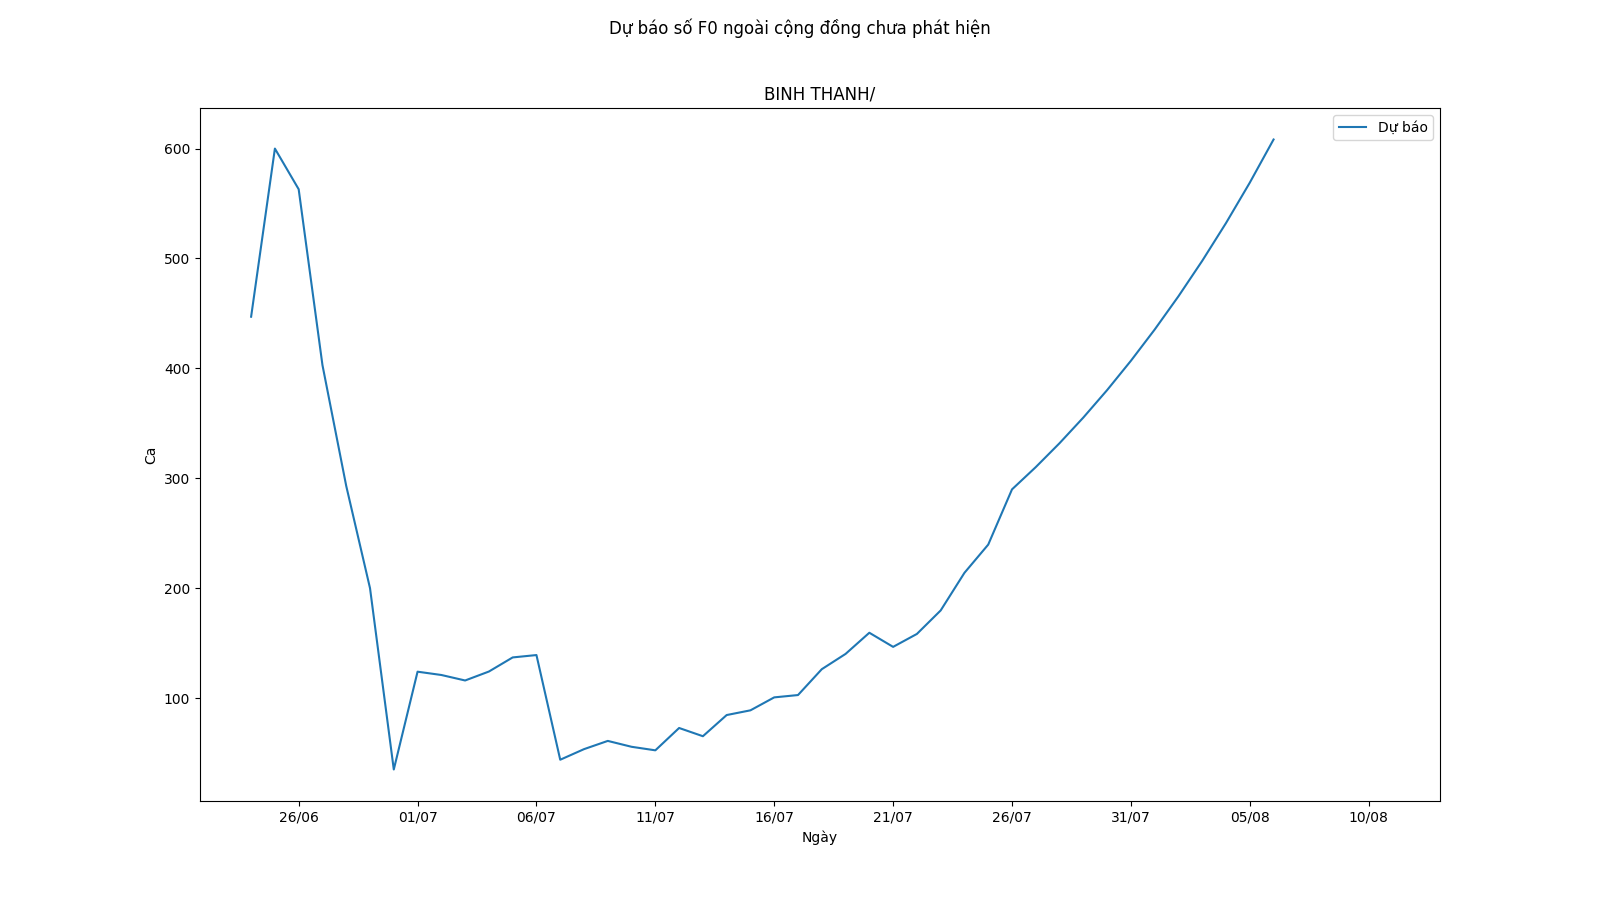 Dự báo số F0 ngoài cộng đồng chưa phát hiện
BINH THANH/
Dự báo
600
500
400
300
200
100
Ca
26/06 01/07 06/07 11/07 16/07 21/07 26/07 31/07 05/08 10/08
Ngày